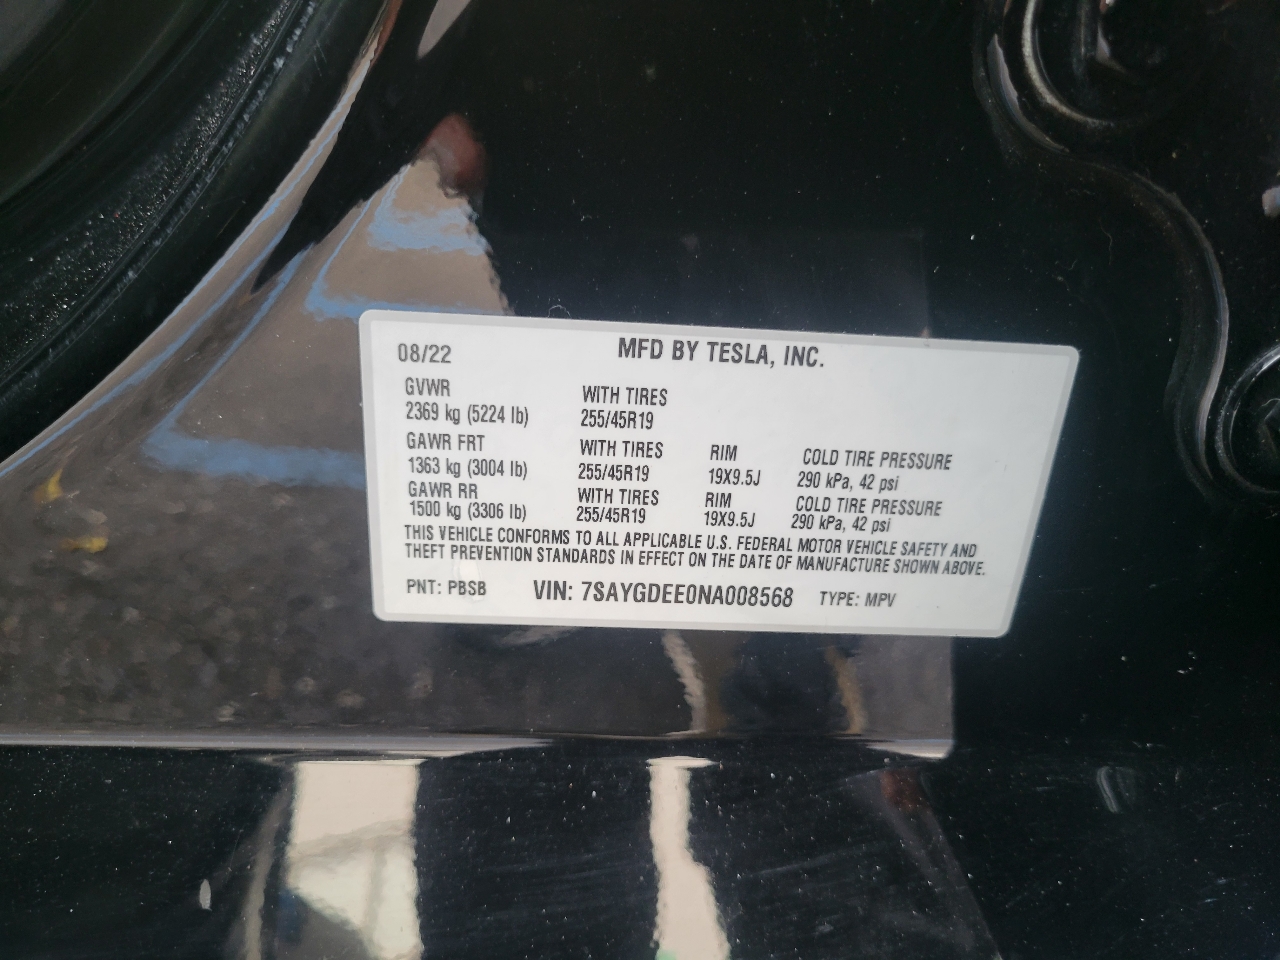 08/22 MFD BY TESLA, INC.
GVWR WITH TIRES
2369 kg (5224 lb) 255/45R19
GAWR FRT WITH TIRES RIM COLD TIRE PRESSURE
1363 kg (3004 lb) 255/45R19 19X9.5J 290 kPa, 42 psi
GAWR RR WITH TIRES RIM COLD TIRE PRESSURE
1500 kg (3306 lb) 255/45R19 19X9.5J 290 kPa, 42 psi
THIS VEHICLE CONFORMS TO ALL APPLICABLE U.S. FEDERAL MOTOR VEHICLE SAFETY AND
THEFT PREVENTION STANDARDS IN EFFECT ON THE DATE OF MANUFACTURE SHOWN ABOVE.
PNT: PBSB VIN: 7SAYGDEE0NA008568 TYPE: MPV